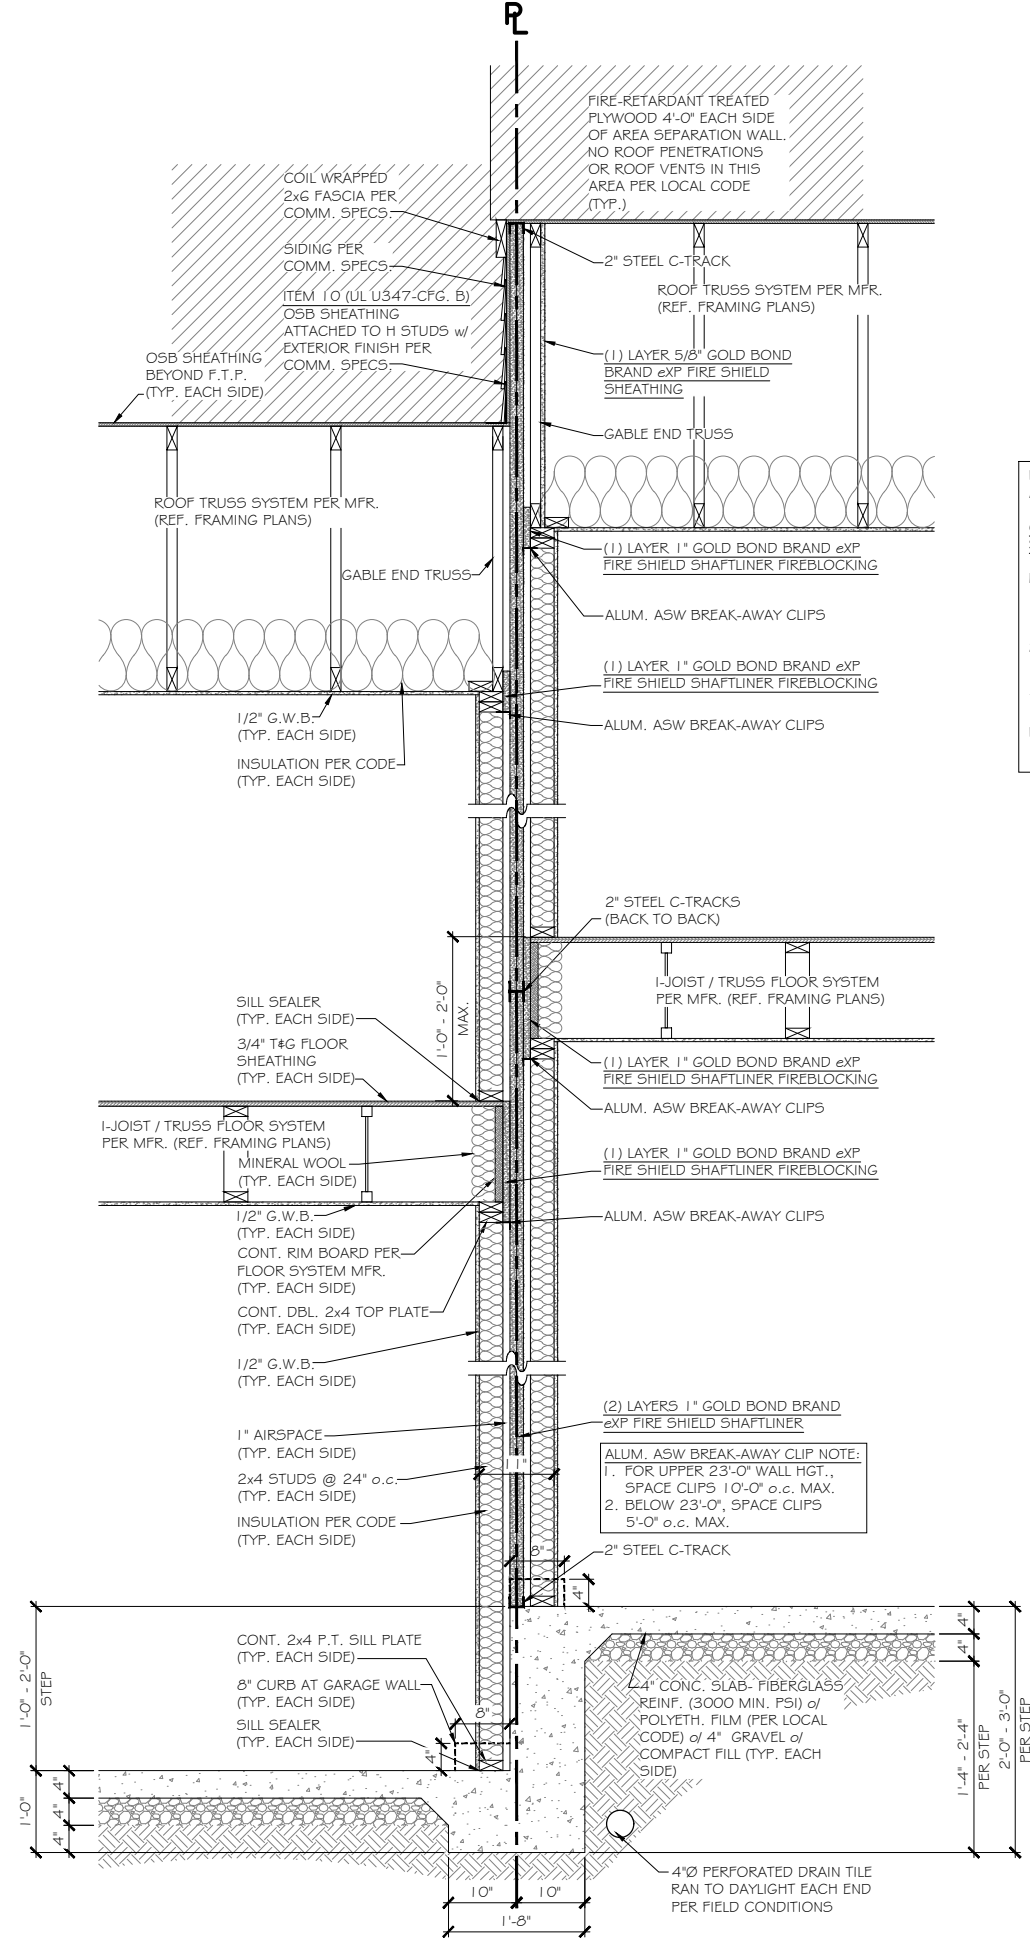 PL
FIRE-RETARDANT TREATED
PLYWOOD 4'-0" EACH SIDE
OF AREA SEPARATION WALL.
NO ROOF PENETRATIONS
OR ROOF VENTS IN THIS
AREA PER LOCAL CODE
(TYP.)
COIL WRAPPED
2x6 FASCIA PER
COMM. SPECS.
SIDING PER
COMM. SPECS.
ITEM 10 (UL U347-CFG. B)
OSB SHEATHING
ATTACHED TO H STUDS w/
EXTERIOR FINISH PER
COMM. SPECS.
OSB SHEATHING
BEYOND F.T.P.
(TYP. EACH SIDE)
2" STEEL C-TRACK
ROOF TRUSS SYSTEM PER MFR.
(REF. FRAMING PLANS)
(1) LAYER 5/8" GOLD BOND
BRAND eXP FIRE SHIELD
SHEATHING
GABLE END TRUSS
ROOF TRUSS SYSTEM PER MFR.
(REF. FRAMING PLANS)
GABLE END TRUSS
(1) LAYER 1" GOLD BOND BRAND eXP
FIRE SHIELD SHAFTLINER FIREBLOCKING
ALUM. ASW BREAK-AWAY CLIPS
(1) LAYER 1" GOLD BOND BRAND eXP
FIRE SHIELD SHAFTLINER FIREBLOCKING
ALUM. ASW BREAK-AWAY CLIPS
1/2" G.W.B.
(TYP. EACH SIDE)
INSULATION PER CODE
(TYP. EACH SIDE)
2" STEEL C-TRACKS
(BACK TO BACK)
I-JOIST / TRUSS FLOOR SYSTEM
PER MFR. (REF. FRAMING PLANS)
1'-0" - 2'-0"
MAX.
SILL SEALER
(TYP. EACH SIDE)
3/4" T&G FLOOR
SHEATHING
(TYP. EACH SIDE)
(1) LAYER 1" GOLD BOND BRAND eXP
FIRE SHIELD SHAFTLINER FIREBLOCKING
ALUM. ASW BREAK-AWAY CLIPS
I-JOIST / TRUSS FLOOR SYSTEM
PER MFR. (REF. FRAMING PLANS)
MINERAL WOOL
(TYP. EACH SIDE)
(1) LAYER 1" GOLD BOND BRAND eXP
FIRE SHIELD SHAFTLINER FIREBLOCKING
ALUM. ASW BREAK-AWAY CLIPS
1/2" G.W.B.
(TYP. EACH SIDE)
CONT. RIM BOARD PER
FLOOR SYSTEM MFR.
(TYP. EACH SIDE)
CONT. DBL. 2x4 TOP PLATE
(TYP. EACH SIDE)
1/2" G.W.B.
(TYP. EACH SIDE)
1" AIRSPACE
(TYP. EACH SIDE)
2x4 STUDS @ 24" o.c.
(TYP. EACH SIDE)
INSULATION PER CODE
(TYP. EACH SIDE)
11"
(2) LAYERS 1" GOLD BOND BRAND
eXP FIRE SHIELD SHAFTLINER
ALUM. ASW BREAK-AWAY CLIP NOTE:
1. FOR UPPER 23'-0" WALL HGT.,
SPACE CLIPS 10'-0" o.c. MAX.
2. BELOW 23'-0", SPACE CLIPS
5'-0" o.c. MAX.
8"
2" STEEL C-TRACK
4"
CONT. 2x4 P.T. SILL PLATE
(TYP. EACH SIDE)
8" CURB AT GARAGE WALL
(TYP. EACH SIDE)
SILL SEALER
(TYP. EACH SIDE)
8"
4"
1'-0" - 2'-0"
STEP
1'-0"
4"
4"
4"
4" CONC. SLAB- FIBERGLASS
REINF. (3000 MIN. PSI) o/
POLYETH. FILM (PER LOCAL
CODE) o/ 4" GRAVEL o/
COMPACT FILL (TYP. EACH
SIDE)
4"
4"
1'-4" - 2'-4"
PER STEP
2'-0" - 3'-0"
PER STEP
4"Ø PERFORATED DRAIN TILE
RAN TO DAYLIGHT EACH END
PER FIELD CONDITIONS
10"
10"
1'-8"